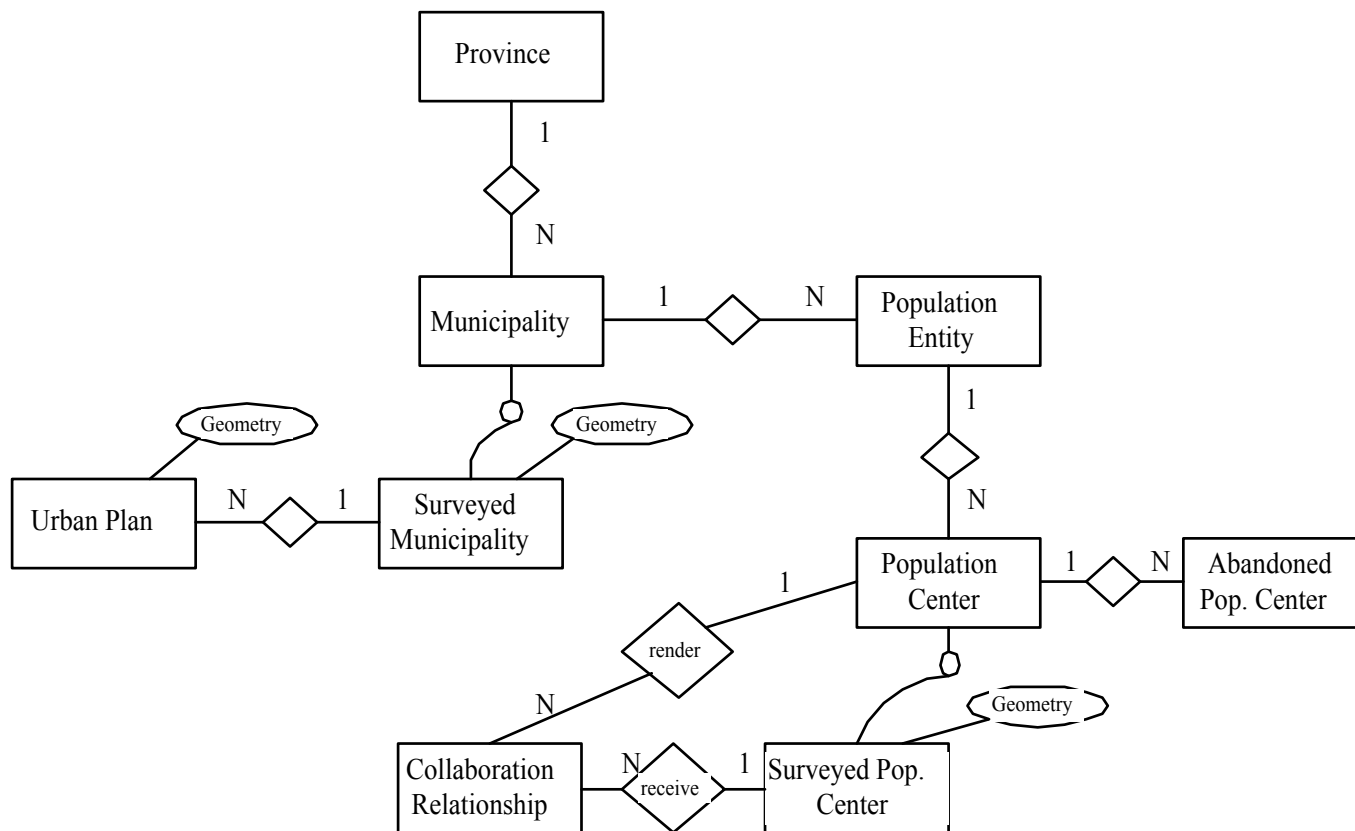 Province
1
N
Municipality
1
N
Population
Entity
1
Geometry
Geometry
Urban Plan
N
1
Surveyed
Municipality
N
Population
Center
1
N
Abandoned
Pop. Center
1
render
N
Geometry
Collaboration
Relationship
N
receive
1
Surveyed Pop.
Center